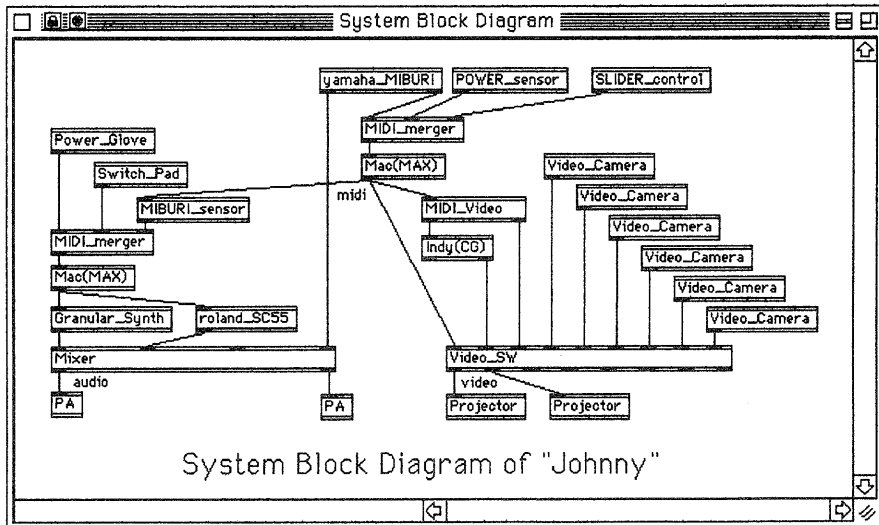 System Block Diagram
yamaha_MIBURI
POWER_sensor
SLIDER_control
MIDI_merger
Power_Glove
Mac(MAX)
Video_Camera
Switch_Pad
midi
MIBURI_sensor
MIDI_Video
Video_Camera
MIDI_merger
Indy(CG)
Video_Camera
Mac(MAX)
Video_Camera
Video_Camera
Granular_Synth
roland_SC55
Video_Camera
Mixer
Video_SW
audio
video
PA
PA
Projector
Projector
System Block Diagram of "Johnny"